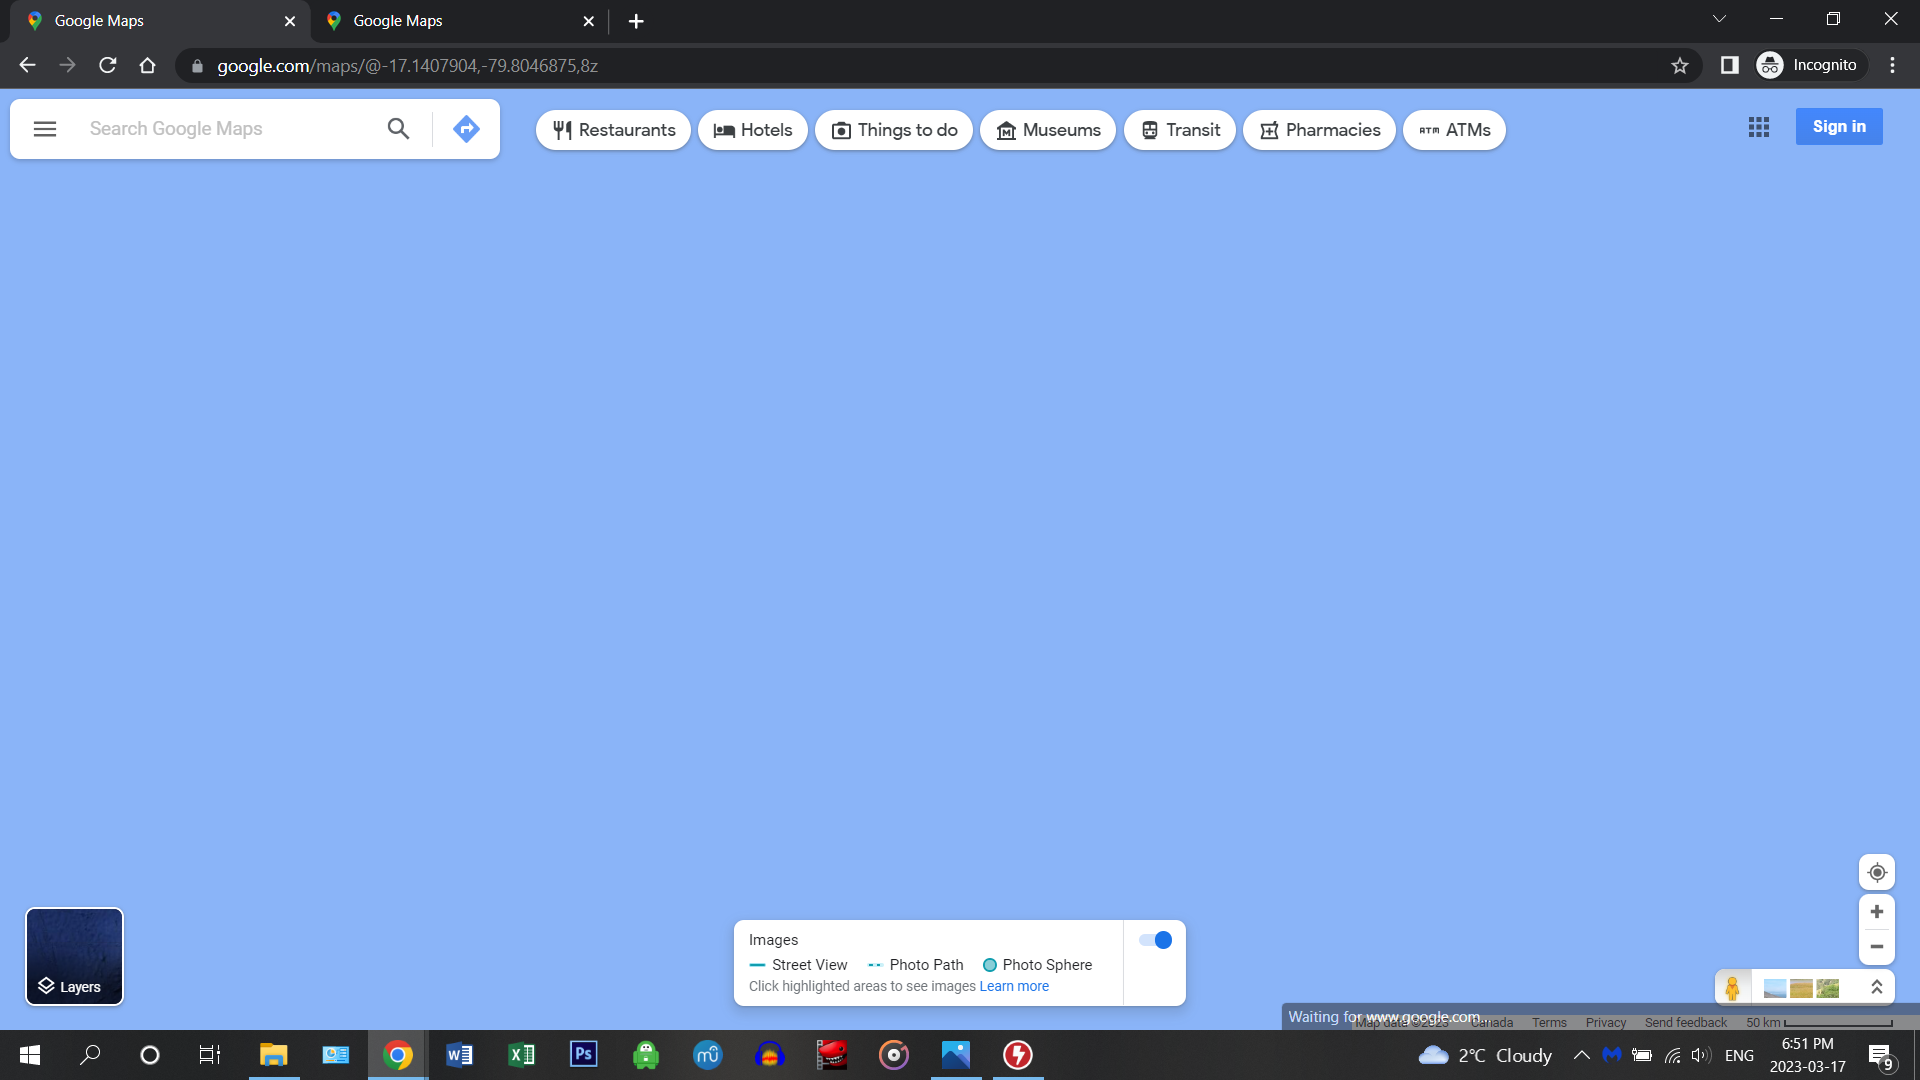 Google Maps
Google Maps
google.com/maps/@-17.1407904,-79.8046875,8z
Incognito
Search Google Maps
Restaurants
Hotels
Things to do
Museums
Transit
Pharmacies
ATM ATMs
Sign in
Images
Street View Photo Path Photo Sphere
Click highlighted areas to see images Learn more
Layers
Waiting for www.google.com...
Map data ©2023 Canada Terms Privacy Send feedback 50 km
Ps
2°C Cloudy
ENG
6:51 PM
2023-03-17
9